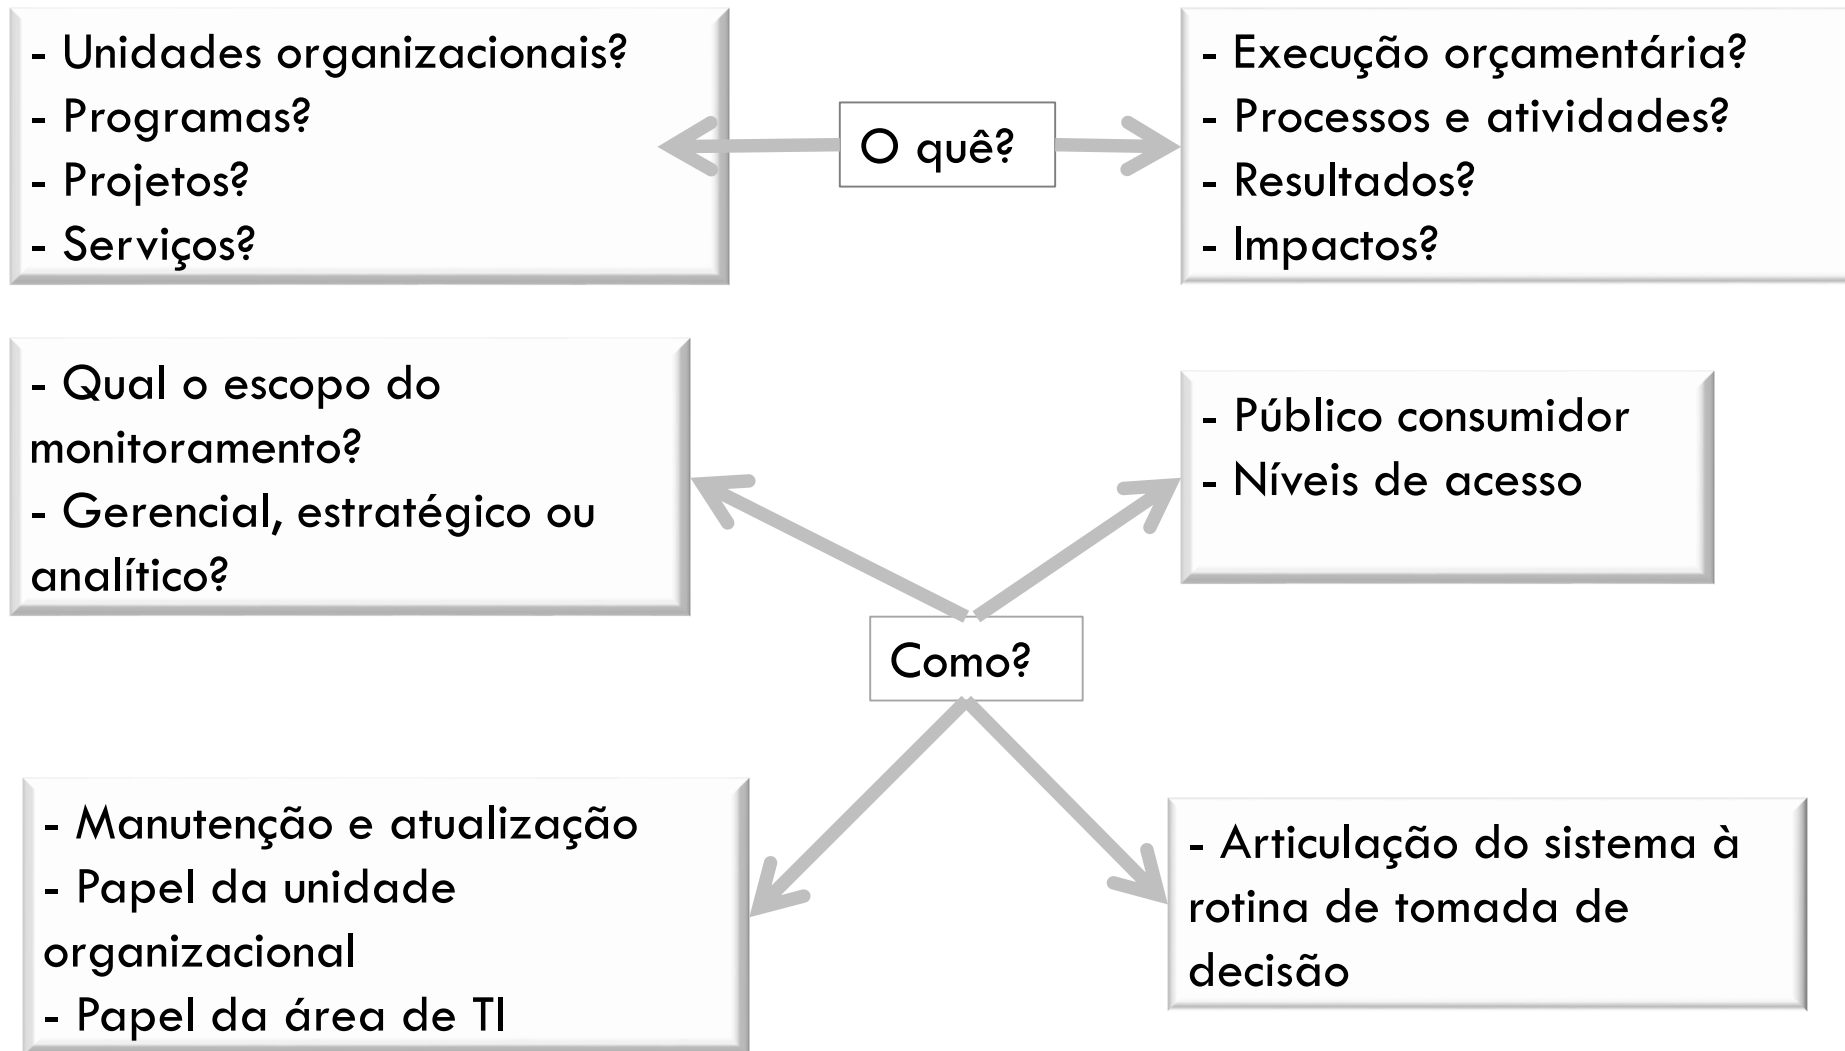 - Unidades organizacionais?
- Programas?
- Projetos?
- Serviços?
O quê?
- Execução orçamentária?
- Processos e atividades?
- Resultados?
- Impactos?
- Qual o escopo do
monitoramento?
- Gerencial, estratégico ou
analítico?
- Público consumidor
- Níveis de acesso
Como?
- Manutenção e atualização
- Papel da unidade
organizacional
- Papel da área de TI
- Articulação do sistema à
rotina de tomada de
decisão